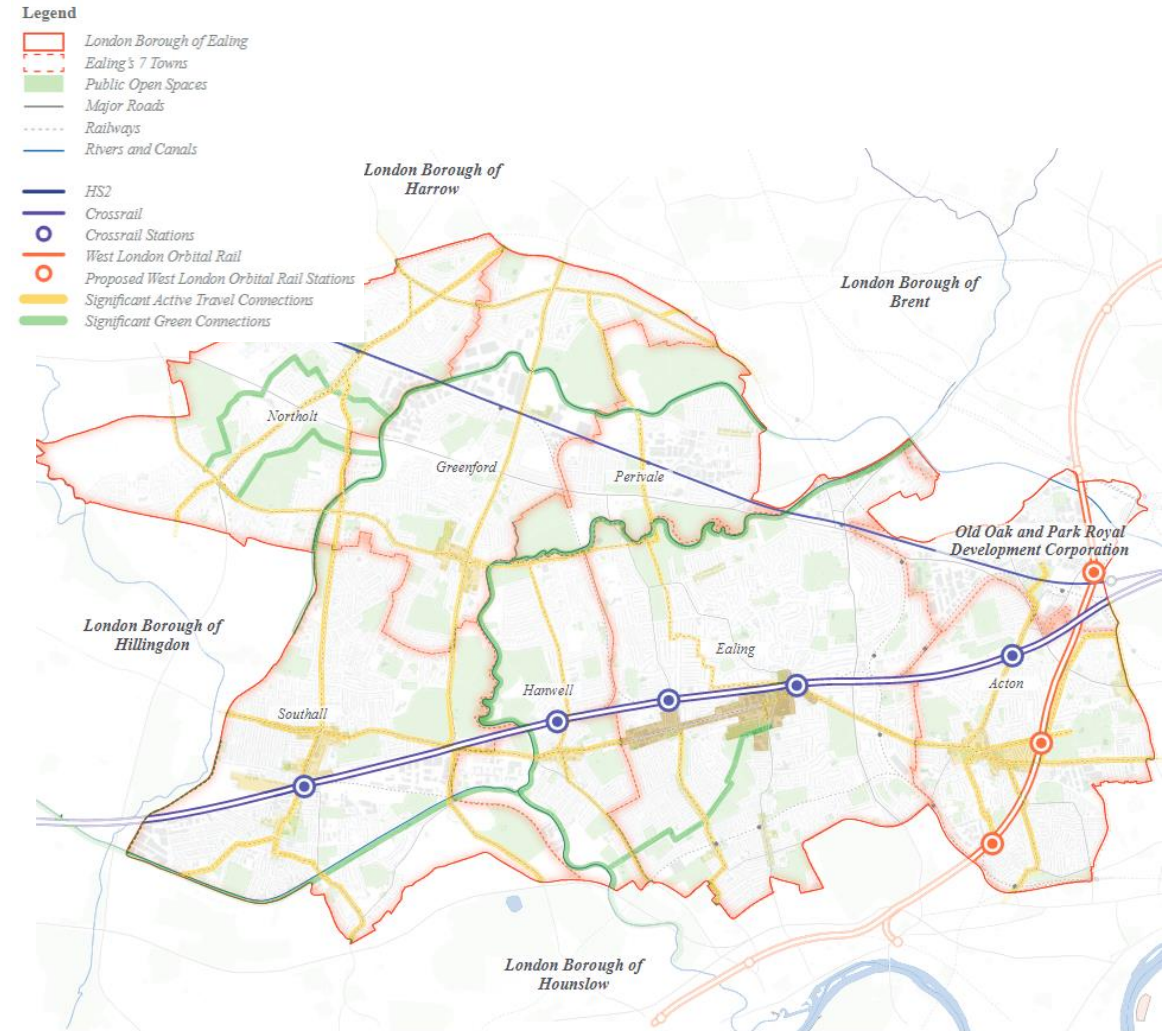 Legend
London Borough of Ealing
Ealing's 7 Towns
Public Open Spaces
Major Roads
Railways
Rivers and Canals
HS2
Crossrail
Crossrail Stations
West London Orbital Rail
Proposed West London Orbital Rail Stations
Significant Active Travel Connections
Significant Green Connections
London Borough of
Harrow
London Borough of
Brent
Northolt
Greenford
Perivale
Old Oak and Park Royal
Development Corporation
London Borough of
Hillingdon
Ealing
Hanwell
Acton
Southall
London Borough of
Hounslow